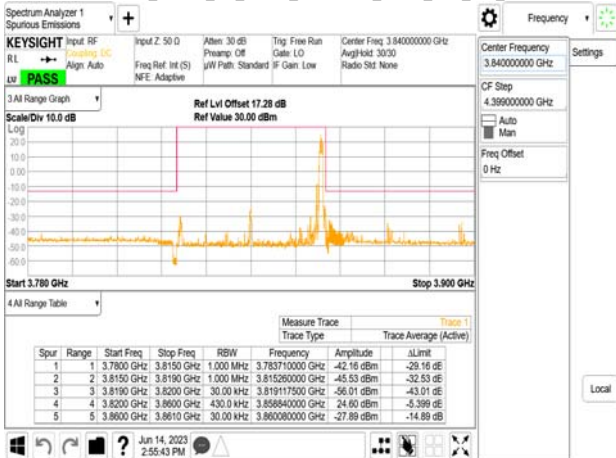 Spectrum Analyzer 1
Spurious Emissions
Frequency
KEYSIGHT
RL
PASS
Input: RF
Coupling: DC
Align: Auto
Input Z: 50 Ω
Freq Ref: Int (S)
NFE: Adaptive
Atten: 30 dB
Preamp: Off
µW Path: Standard
Trig: Free Run
Gate: LO
IF Gain: Low
Center Freq: 3.840000000 GHz
Avg|Hold: 30/30
Radio Std: None
Center Frequency
3.840000000 GHz
Settings
CF Step
4.399000000 GHz
Auto
Man
Freq Offset
0 Hz
Local
3 All Range Graph
Scale/Div 10.0 dB
Ref Lvl Offset 17.28 dB
Ref Value 30.00 dBm
Log
20.0
10.0
0.00
-10.0
-20.0
-30.0
-40.0
-50.0
-60.0
Start 3.780 GHz
Stop 3.900 GHz
4 All Range Table
Measure Trace Trace 1
Trace Type Trace Average (Active)
Spur Range Start Freq Stop Freq RBW Frequency Amplitude ΔLimit
1 1 3.7800 GHz 3.8150 GHz 1.000 MHz 3.783710000 GHz -42.16 dBm -29.16 dB
2 2 3.8150 GHz 3.8190 GHz 1.000 MHz 3.815260000 GHz -45.53 dBm -32.53 dB
3 3 3.8190 GHz 3.8200 GHz 30.00 kHz 3.819117500 GHz -56.01 dBm -43.01 dB
4 4 3.8200 GHz 3.8600 GHz 430.0 kHz 3.858840000 GHz 24.60 dBm -5.399 dB
5 5 3.8600 GHz 3.8610 GHz 30.00 kHz 3.860080000 GHz -27.89 dBm -14.89 dB
Jun 14, 2023
2:55:43 PM